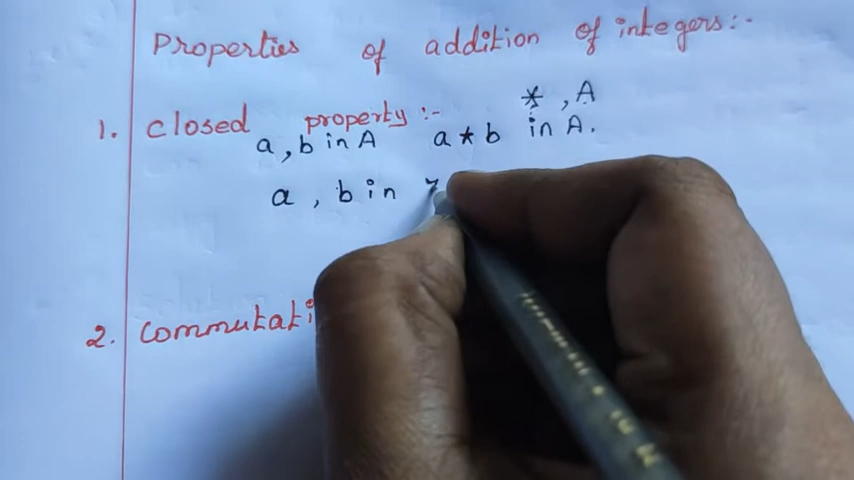 Properties of addition of integers:-
* , A
1. closed property :-
a , b in A a * b in A.
a , b in
2. commutati